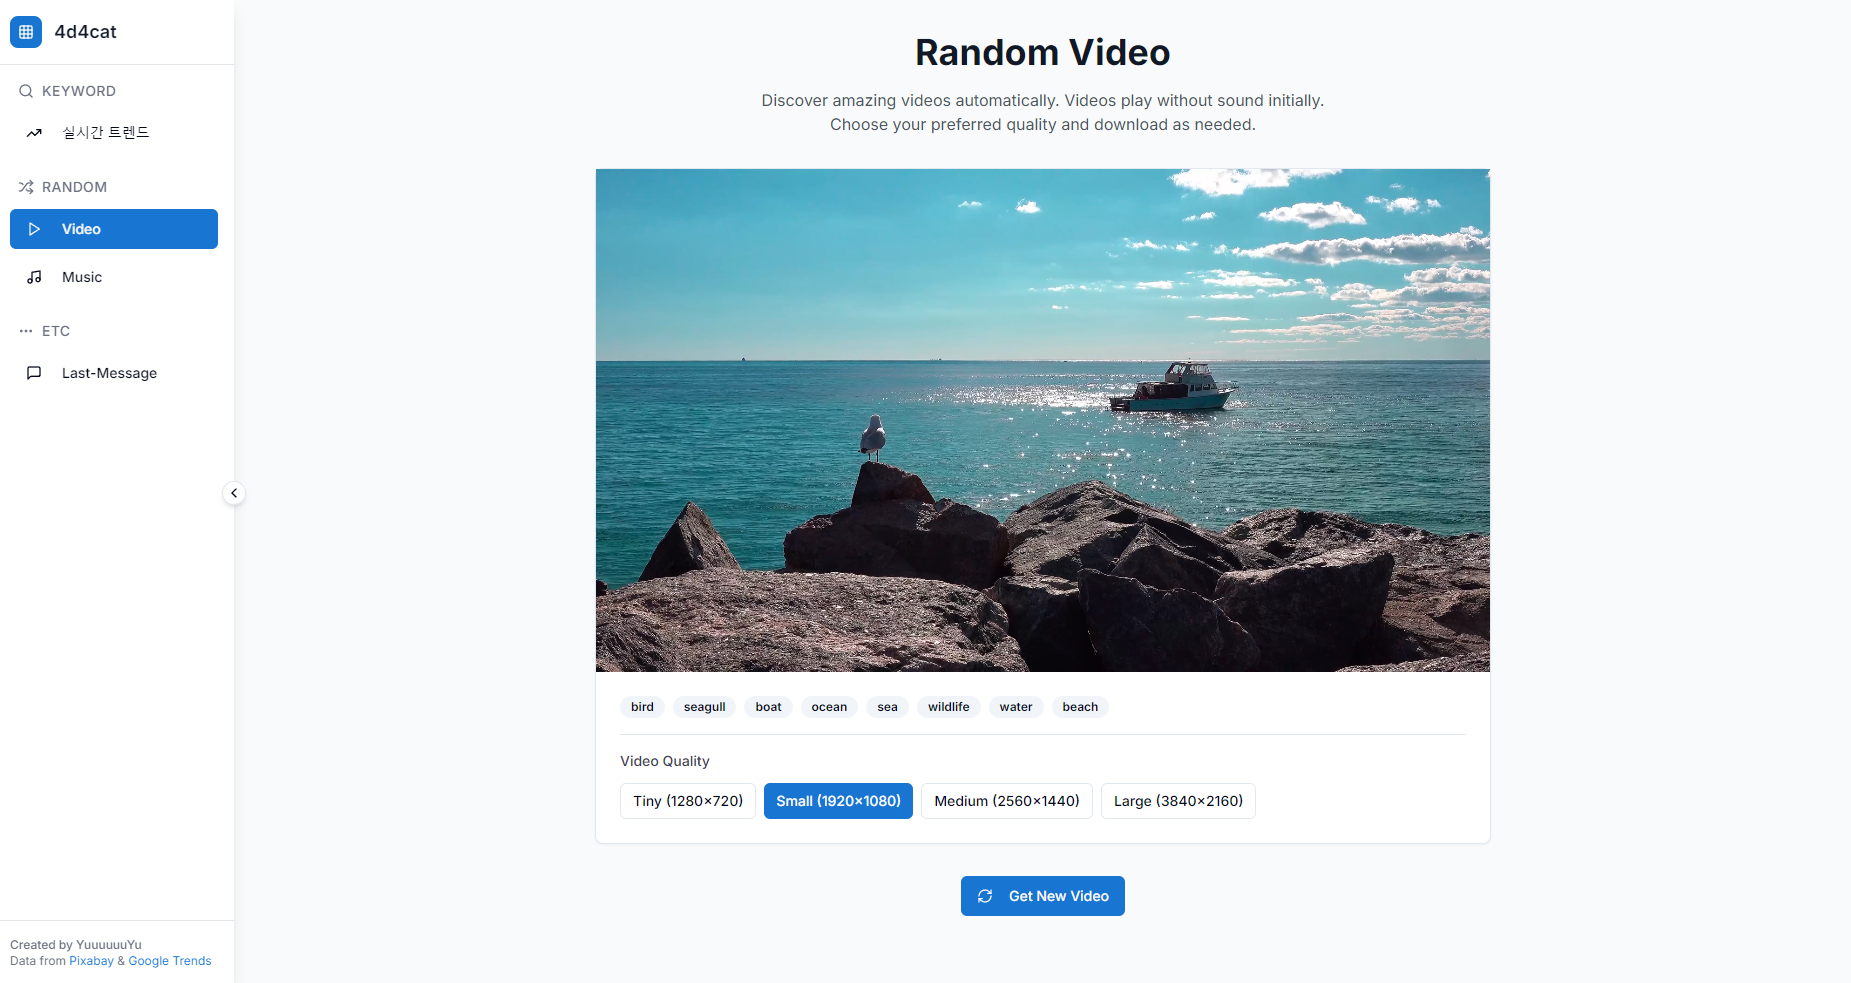 4d4cat
KEYWORD
실시간 트렌드
RANDOM
Video
Music
ETC
Last-Message
Created by YuuuuuuYu
Data from Pixabay & Google Trends
Random Video
Discover amazing videos automatically. Videos play without sound initially.
Choose your preferred quality and download as needed.
bird seagull boat ocean sea wildlife water beach
Video Quality
Tiny (1280×720) Small (1920×1080) Medium (2560×1440) Large (3840×2160)
Get New Video